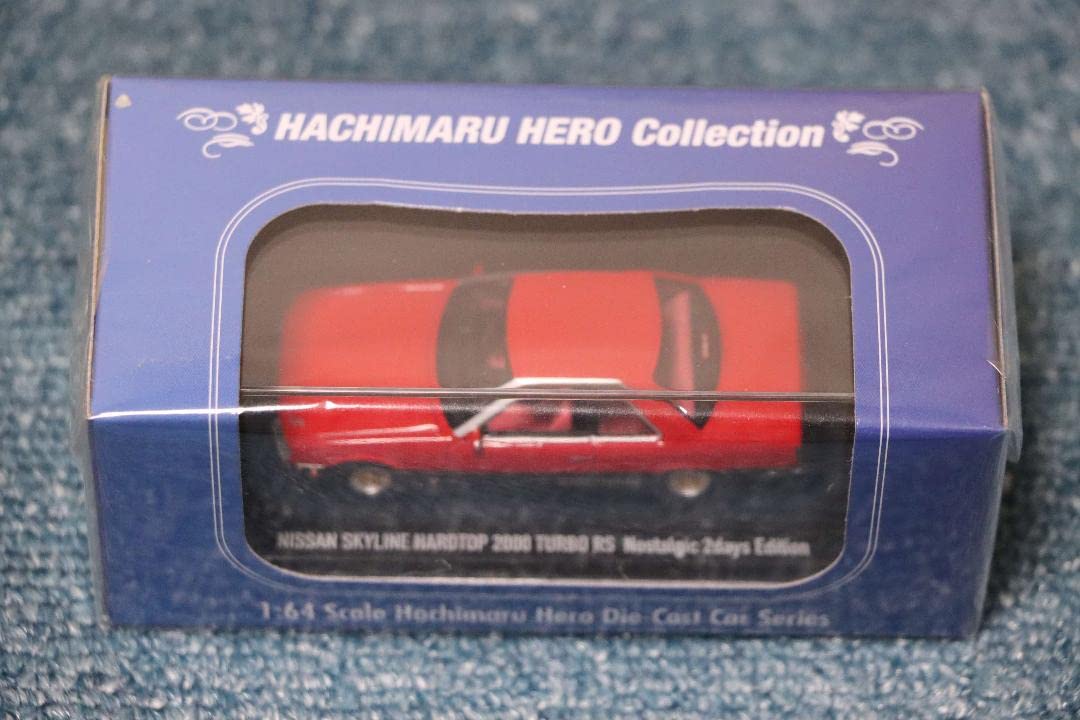 HACHIMARU HERO Collection
NISSAN SKYLINE HARDTOP 2000 TURBO RS Nostalgic 2days Edition
1:64 Scale Hachimaru Hero Die-Cast Car Series